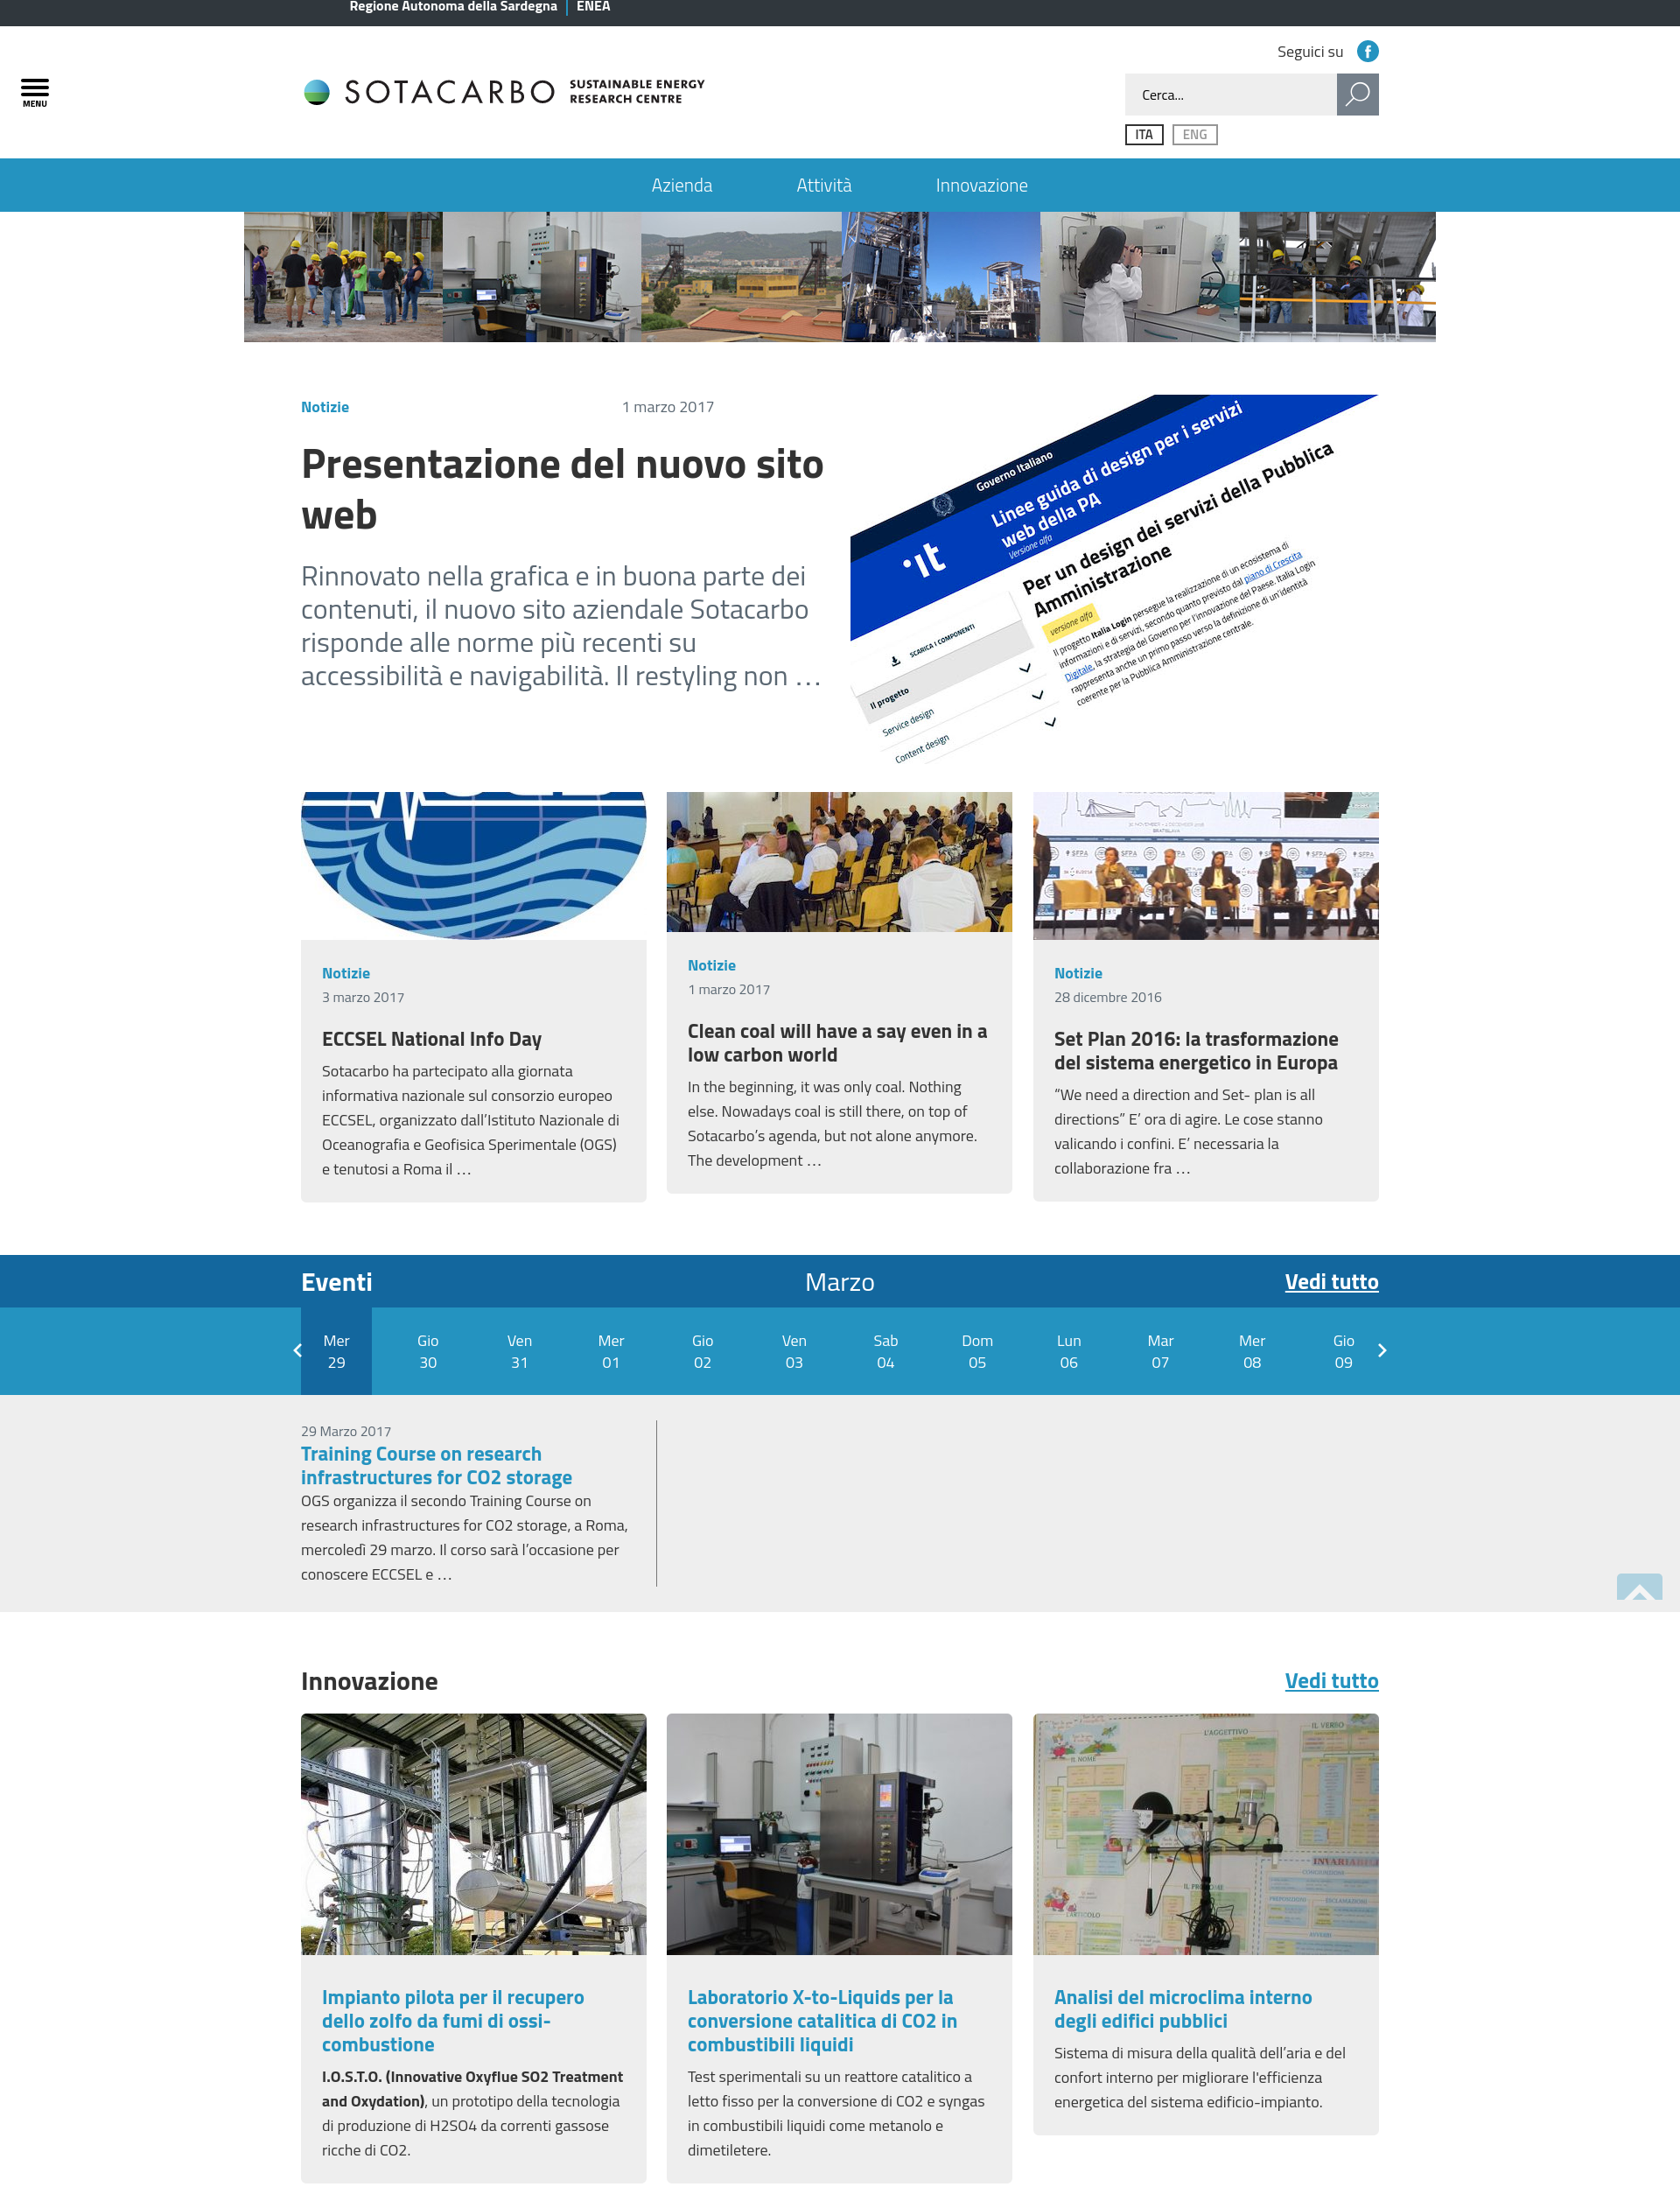 Regione Autonoma della Sardegna ENEA
Seguici su
MENU
SOTACARBO SUSTAINABLE ENERGY
RESEARCH CENTRE
Cerca...
ITA ENG
Azienda Attività Innovazione
Notizie 1 marzo 2017
Presentazione del nuovo sito
web
Rinnovato nella grafica e in buona parte dei
contenuti, il nuovo sito aziendale Sotacarbo
risponde alle norme più recenti su
accessibilità e navigabilità. Il restyling non …
Governo Italiano
Linee guida di design per i servizi
web della PA
Versione alfa
it
Per un design dei servizi della Pubblica
Amministrazione
versione alfa
Il progetto Italia Login persegue la realizzazione di un ecosistema di
informazioni e di servizi, secondo quanto previsto dal piano di Crescita
Digitale, la strategia del Governo per l'innovazione del Paese. Italia Login
rappresenta anche un primo passo verso la definizione di un'identità
coerente per la Pubblica Amministrazione centrale.
SCARICA I COMPONENTI
Il progetto
Service design
Content design
BRATISLAVA
SFPA SFPA
Notizie
3 marzo 2017
ECCSEL National Info Day
Sotacarbo ha partecipato alla giornata
informativa nazionale sul consorzio europeo
ECCSEL, organizzato dall’Istituto Nazionale di
Oceanografia e Geofisica Sperimentale (OGS)
e tenutosi a Roma il …
Notizie
1 marzo 2017
Clean coal will have a say even in a
low carbon world
In the beginning, it was only coal. Nothing
else. Nowadays coal is still there, on top of
Sotacarbo’s agenda, but not alone anymore.
The development …
Notizie
28 dicembre 2016
Set Plan 2016: la trasformazione
del sistema energetico in Europa
“We need a direction and Set- plan is all
directions” E’ ora di agire. Le cose stanno
valicando i confini. E’ necessaria la
collaborazione fra …
Eventi Marzo Vedi tutto
Mer Gio Ven Mer Gio Ven Sab Dom Lun Mar Mer Gio
29 30 31 01 02 03 04 05 06 07 08 09
29 Marzo 2017
Training Course on research
infrastructures for CO2 storage
OGS organizza il secondo Training Course on
research infrastructures for CO2 storage, a Roma,
mercoledì 29 marzo. Il corso sarà l’occasione per
conoscere ECCSEL e …
Innovazione Vedi tutto
L'AGGETTIVO
IL VERBO
IL NOME
INVARIABILI
L'ARTICOLO
Impianto pilota per il recupero
dello zolfo da fumi di ossi-
combustione
I.O.S.T.O. (Innovative Oxyflue SO2 Treatment
and Oxydation), un prototipo della tecnologia
di produzione di H2SO4 da correnti gassose
ricche di CO2.
Laboratorio X-to-Liquids per la
conversione catalitica di CO2 in
combustibili liquidi
Test sperimentali su un reattore catalitico a
letto fisso per la conversione di CO2 e syngas
in combustibili liquidi come metanolo e
dimetiletere.
Analisi del microclima interno
degli edifici pubblici
Sistema di misura della qualità dell’aria e del
confort interno per migliorare l'efficienza
energetica del sistema edificio-impianto.